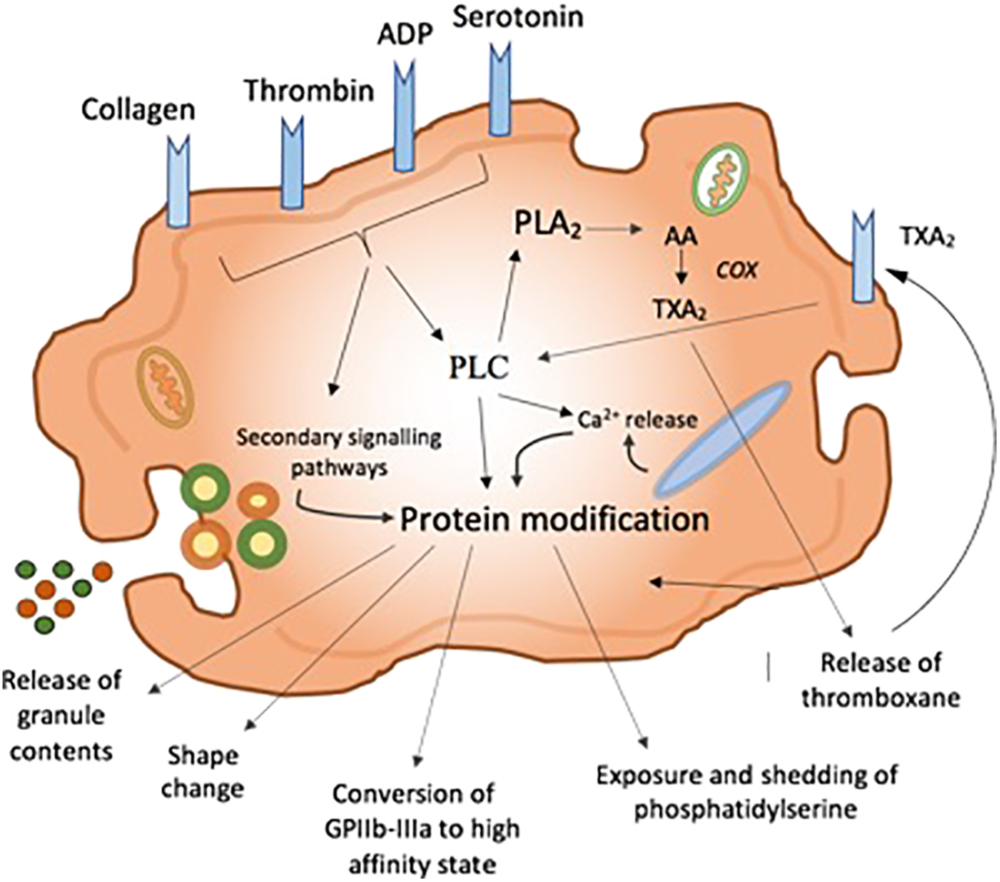 Serotonin
ADP
Thrombin
Collagen
PLA₂
AA
TXA₂
COX
TXA₂
PLC
Ca²⁺ release
Secondary signalling
pathways
Protein modification
Release of
granule
contents
Shape
change
Conversion of
GPIIb-IIIa to high
affinity state
Exposure and shedding of
phosphatidylserine
Release of
thromboxane